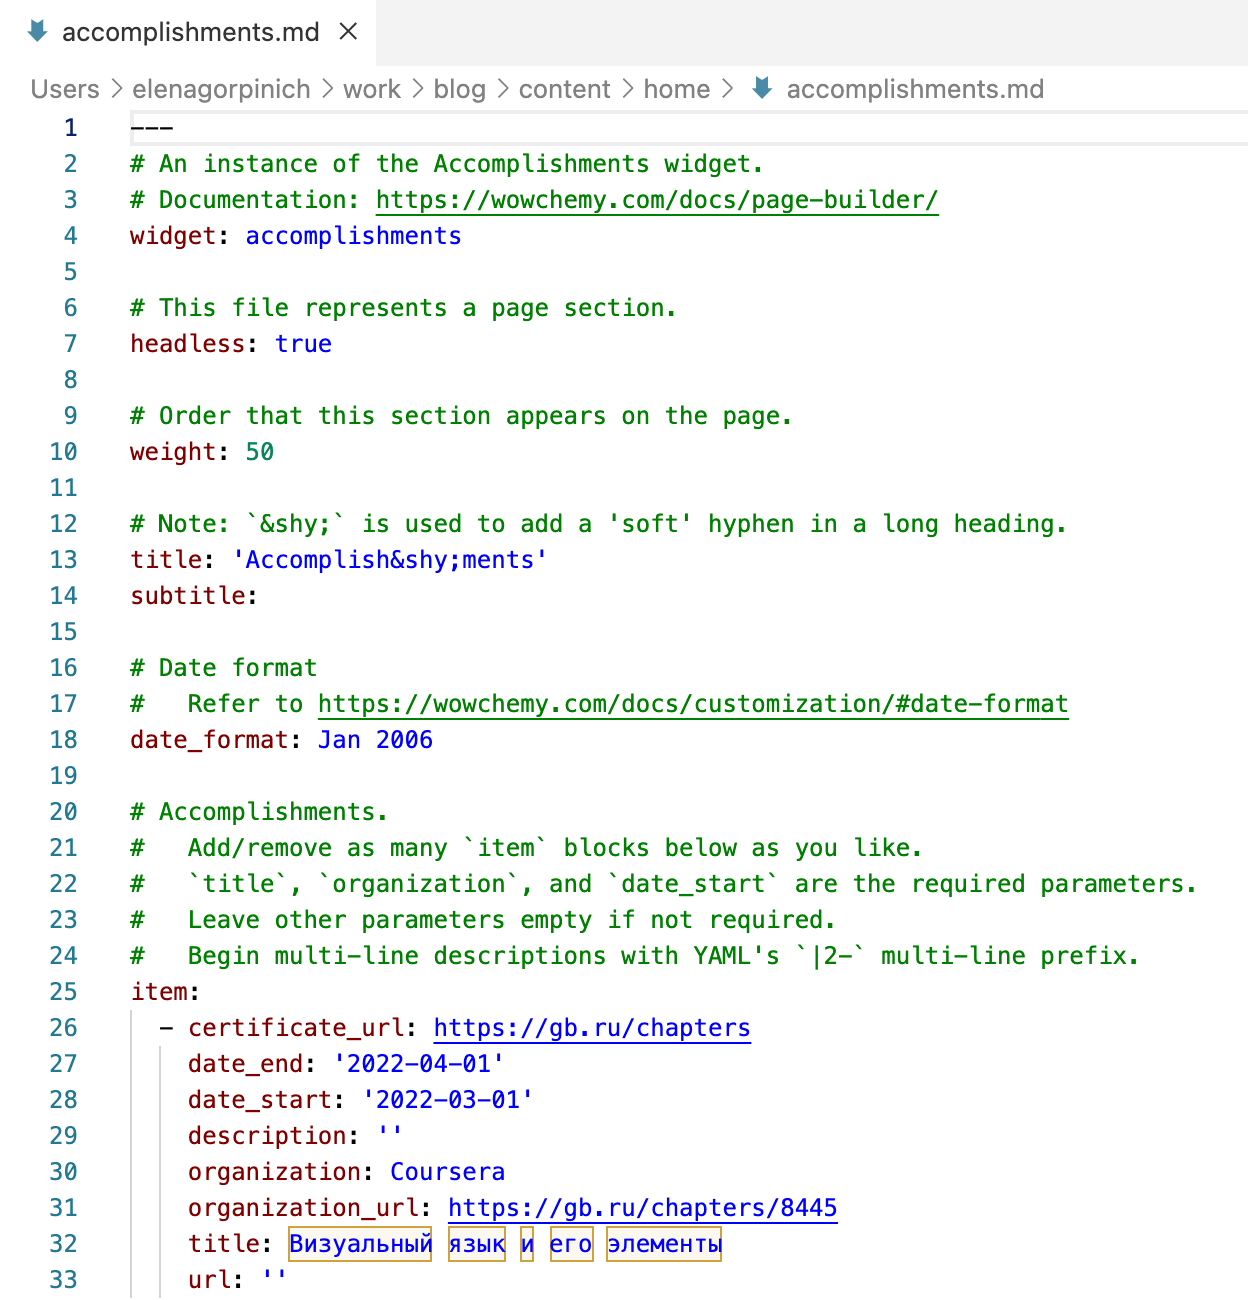 accomplishments.md
Users > elenagorpinich > work > blog > content > home > accomplishments.md
1 ---
2 # An instance of the Accomplishments widget.
3 # Documentation: https://wowchemy.com/docs/page-builder/
4 widget: accomplishments
5
6 # This file represents a page section.
7 headless: true
8
9 # Order that this section appears on the page.
10 weight: 50
11
12 # Note: `&shy;` is used to add a 'soft' hyphen in a long heading.
13 title: 'Accomplish&shy;ments'
14 subtitle:
15
16 # Date format
17 #   Refer to https://wowchemy.com/docs/customization/#date-format
18 date_format: Jan 2006
19
20 # Accomplishments.
21 #   Add/remove as many `item` blocks below as you like.
22 #   `title`, `organization`, and `date_start` are the required parameters.
23 #   Leave other parameters empty if not required.
24 #   Begin multi-line descriptions with YAML's `|2-` multi-line prefix.
25 item:
26   - certificate_url: https://gb.ru/chapters
27     date_end: '2022-04-01'
28     date_start: '2022-03-01'
29     description: ''
30     organization: Coursera
31     organization_url: https://gb.ru/chapters/8445
32     title: Визуальный язык и его элементы
33     url: ''